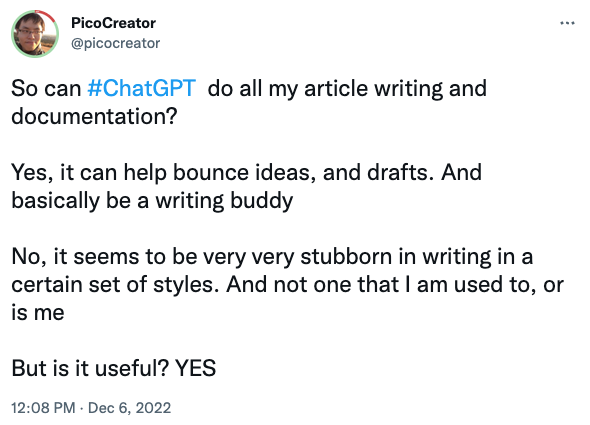 PicoCreator
@picocreator
So can #ChatGPT do all my article writing and
documentation?
Yes, it can help bounce ideas, and drafts. And
basically be a writing buddy
No, it seems to be very very stubborn in writing in a
certain set of styles. And not one that I am used to, or
is me
But is it useful? YES
12:08 PM · Dec 6, 2022